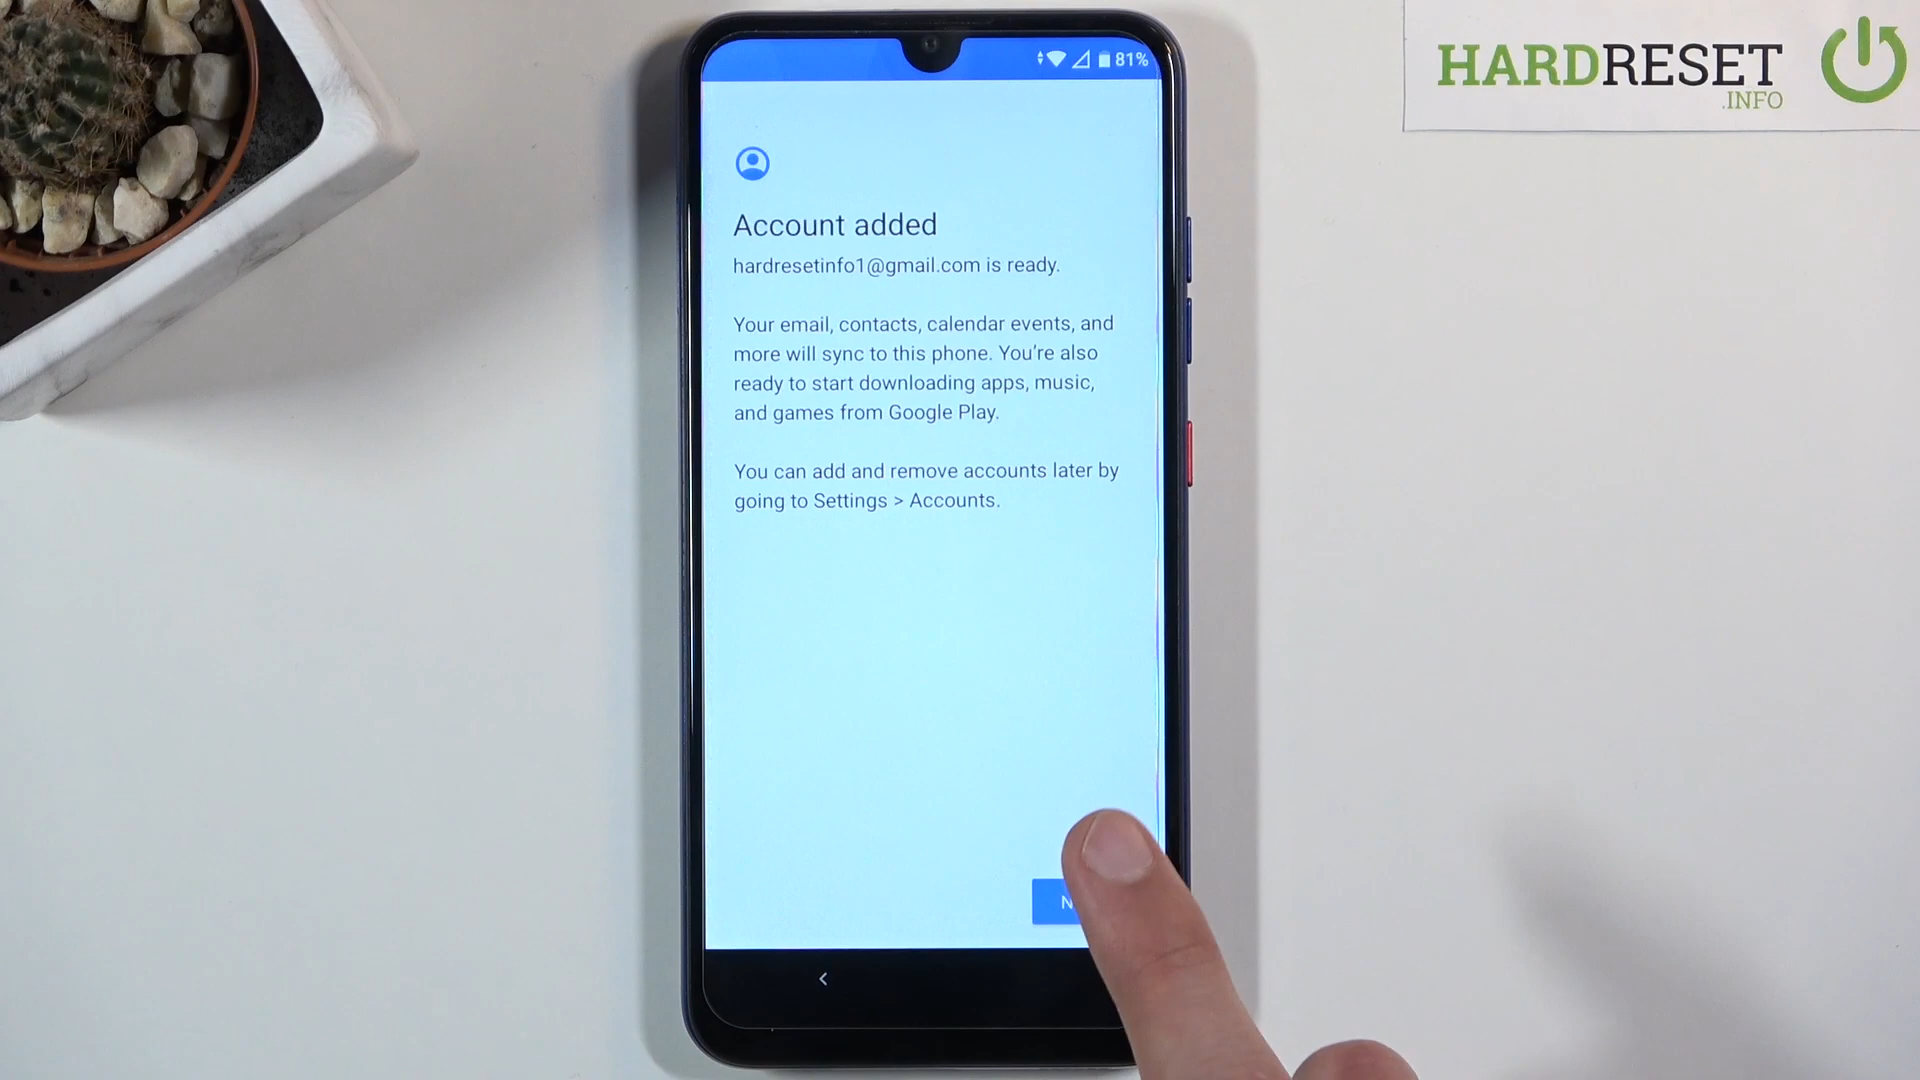 HARDRESET
.INFO
81%
Account added
hardresetinfo1@gmail.com is ready.
Your email, contacts, calendar events, and
more will sync to this phone. You're also
ready to start downloading apps, music,
and games from Google Play.
You can add and remove accounts later by
going to Settings > Accounts.